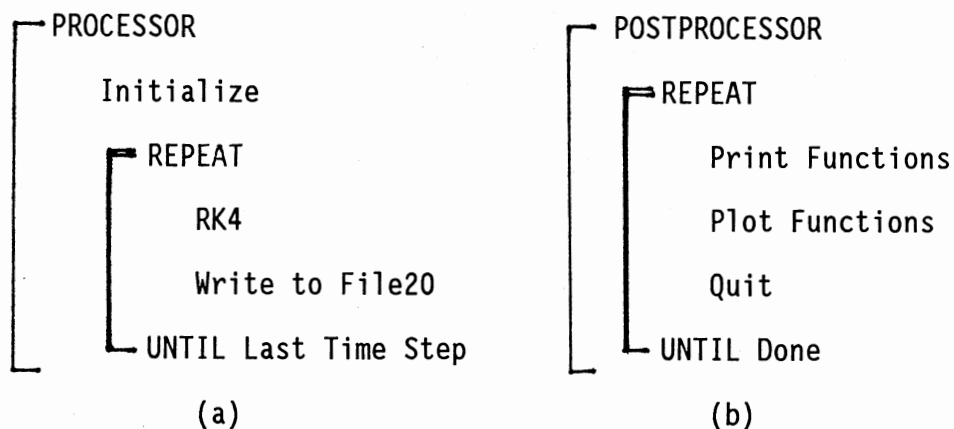 PROCESSOR
Initialize
REPEAT
RK4
Write to File20
UNTIL Last Time Step
(a)
POSTPROCESSOR
REPEAT
Print Functions
Plot Functions
Quit
UNTIL Done
(b)